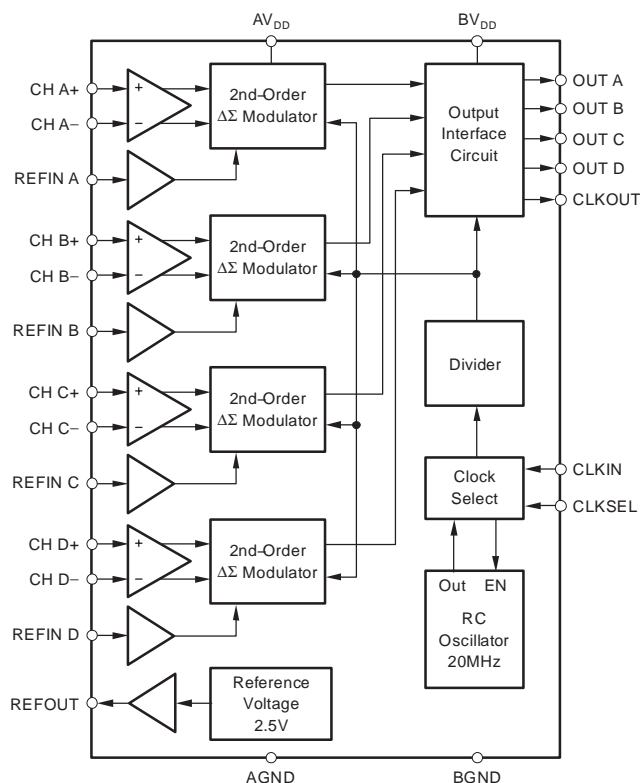 AVDD
BVDD
CH A+
CH A−
REFIN A
+
−
2nd-Order
ΔΣ Modulator
Output
Interface
Circuit
OUT A
OUT B
OUT C
OUT D
CLKOUT
CH B+
CH B−
REFIN B
+
−
2nd-Order
ΔΣ Modulator
Divider
CH C+
CH C−
REFIN C
+
−
2nd-Order
ΔΣ Modulator
Clock
Select
CLKIN
CLKSEL
CH D+
CH D−
REFIN D
+
−
2nd-Order
ΔΣ Modulator
Out EN
RC
Oscillator
20MHz
REFOUT
Reference
Voltage
2.5V
AGND
BGND